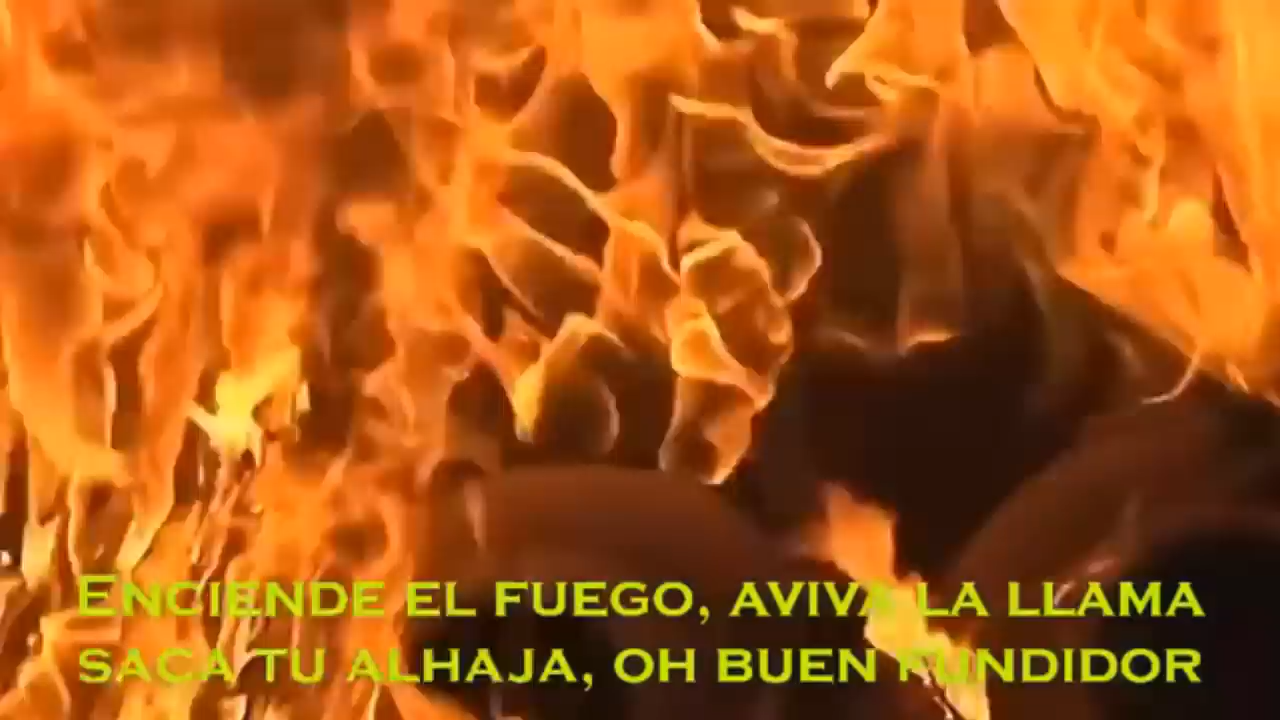 ENCIENDE EL FUEGO, AVIVA LA LLAMA
SACA TU ALHAJA, OH BUEN FUNDIDOR